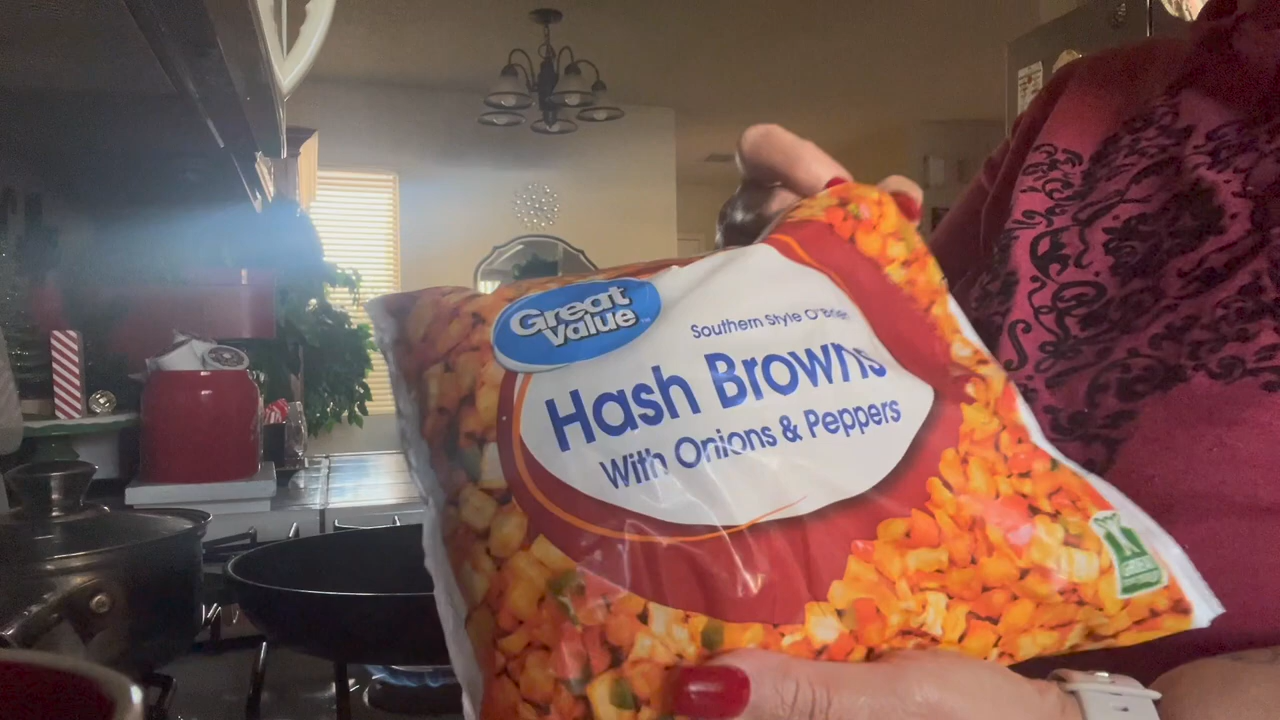 Great
Value
Southern Style O'Brien
Hash Browns
With Onions & Peppers